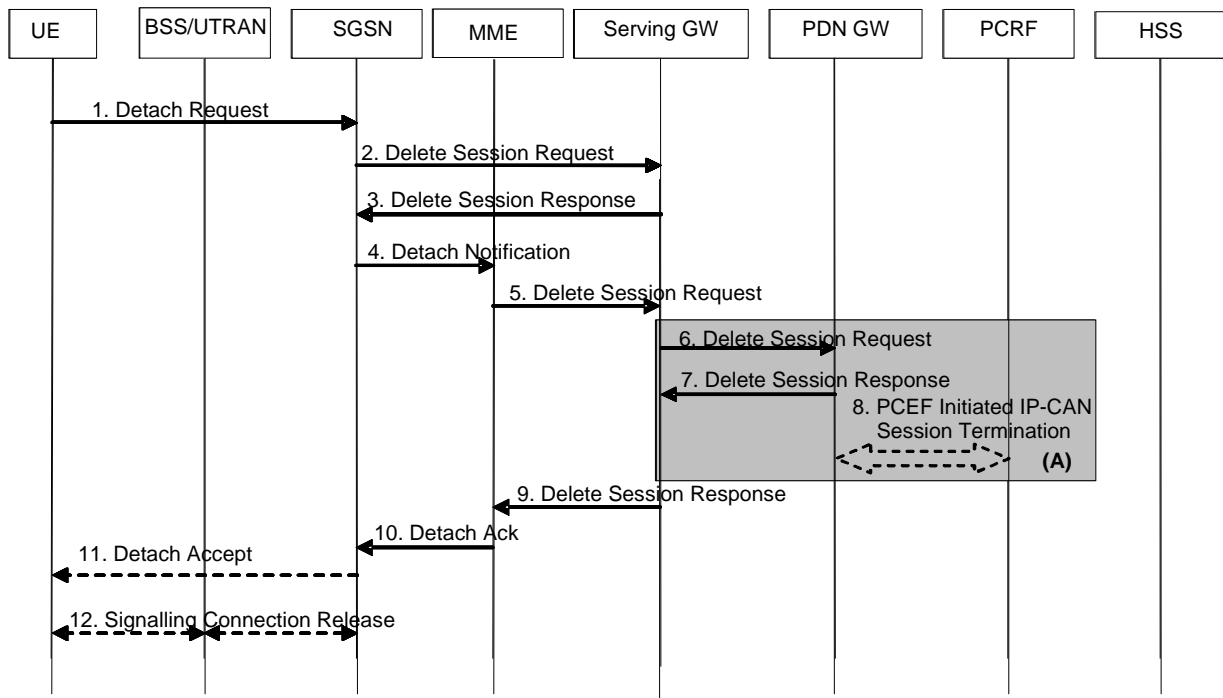 UE
BSS/UTRAN
SGSN
MME
Serving GW
PDN GW
PCRF
HSS
1. Detach Request
2. Delete Session Request
3. Delete Session Response
4. Detach Notification
5. Delete Session Request
6. Delete Session Request
7. Delete Session Response
8. PCEF Initiated IP-CAN
Session Termination
(A)
9. Delete Session Response
10. Detach Ack
11. Detach Accept
12. Signalling Connection Release